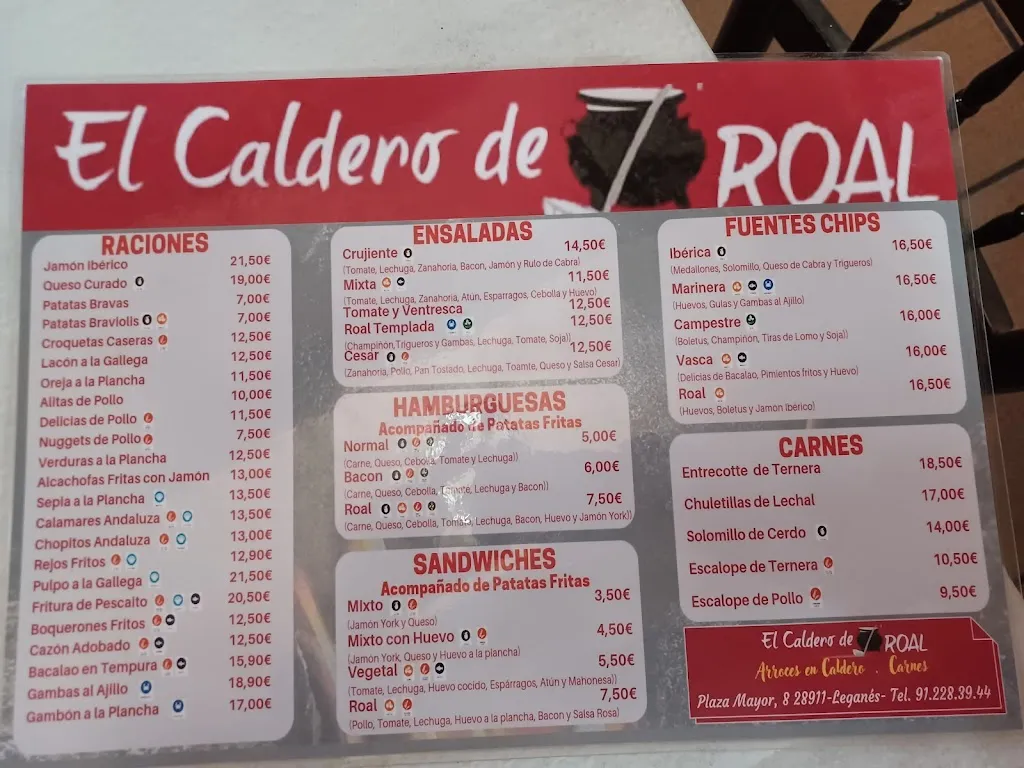 El Caldero de ROAL
RACIONES
Jamón Ibérico 21,50€
Queso Curado 19,00€
Patatas Bravas 7,00€
Patatas Braviolis 7,00€
Croquetas Caseras 12,50€
Lacón a la Gallega 12,50€
Oreja a la Plancha 11,50€
Alitas de Pollo 10,00€
Delicias de Pollo 11,50€
Nuggets de Pollo 7,50€
Verduras a la Plancha 12,50€
Alcachofas Fritas con Jamón 13,00€
Sepia a la Plancha 13,50€
Calamares Andaluza 13,50€
Chopitos Andaluza 13,00€
Rejos Fritos 12,90€
Pulpo a la Gallega 21,50€
Fritura de Pescaito 20,50€
Boquerones Fritos 12,50€
Cazón Adobado 12,50€
Bacalao en Tempura 15,90€
Gambas al Ajillo 18,90€
Gambón a la Plancha 17,00€
ENSALADAS
Crujiente 14,50€
(Tomate, Lechuga, Zanahoria, Bacon, Jamón y Rulo de Cabra)
Mixta 11,50€
(Tomate, Lechuga, Zanahoria, Atún, Esparragos, Cebolla y Huevo)
Tomate y Ventresca 12,50€
Roal Templada 12,50€
(Champiñon,Trigueros y Gambas, Lechuga, Tomate, Soja))
Cesar 12,50€
(Zanahoria, Pollo, Pan Tostado, Lechuga, Toamte, Queso y Salsa Cesar)
HAMBURGUESAS
Acompañado de Patatas Fritas
Normal 5,00€
(Carne, Queso, Cebolla, Tomate y Lechuga))
Bacon 6,00€
(Carne, Queso, Cebolla, Tomate, Lechuga y Bacon))
Roal 7,50€
(Carne, Queso, Cebolla, Tomate, Lechuga, Bacon, Huevo y Jamón York))
SANDWICHES
Acompañado de Patatas Fritas
Mixto 3,50€
(Jamón York y Queso)
Mixto con Huevo 4,50€
(Jamon York, Queso y Huevo a la plancha)
Vegetal 5,50€
(Tomate, Lechuga, Huevo cocido, Espárragos, Atún y Mahonesa))
Roal 7,50€
(Pollo, Tomate, Lechuga, Huevo a la plancha, Bacon y Salsa Rosa)
FUENTES CHIPS
Ibérica 16,50€
(Medallones, Solomillo, Queso de Cabra y Trigueros)
Marinera 16,50€
(Huevos, Gulas y Gambas al Ajillo)
Campestre 16,00€
(Boletus, Champiñón, Tiras de Lomo y Soja))
Vasca 16,00€
(Delicias de Bacalao, Pimientos fritos y Huevo)
Roal 16,50€
(Huevos, Boletus y Jamon Ibérico)
CARNES
Entrecotte de Ternera 18,50€
Chuletillas de Lechal 17,00€
Solomillo de Cerdo 14,00€
Escalope de Ternera 10,50€
Escalope de Pollo 9,50€
El Caldero de ROAL
Arroces en Caldero . Carnes
Plaza Mayor, 8 28911-Leganés- Tel. 91.228.39.44